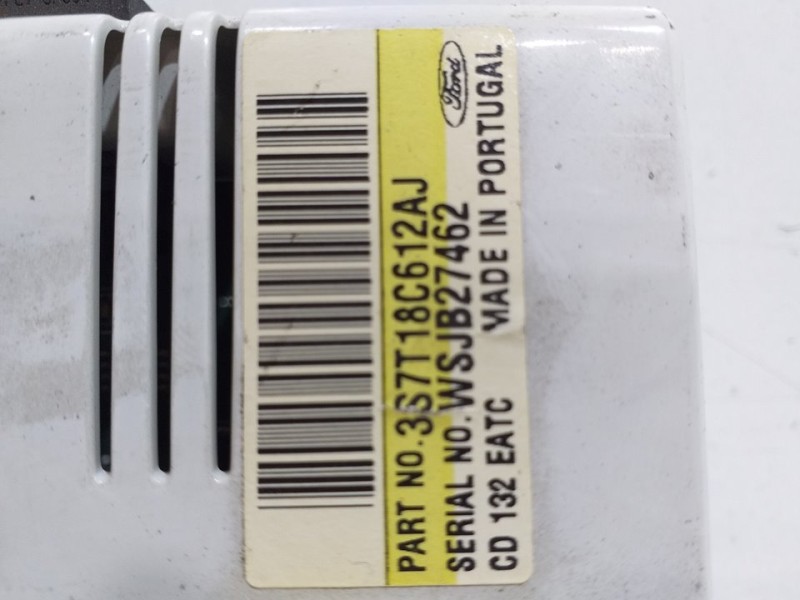 Ford
PART NO.3S7T18C612AJ
SERIAL NO.WSJB27462
CD 132 EATC MADE IN PORTUGAL